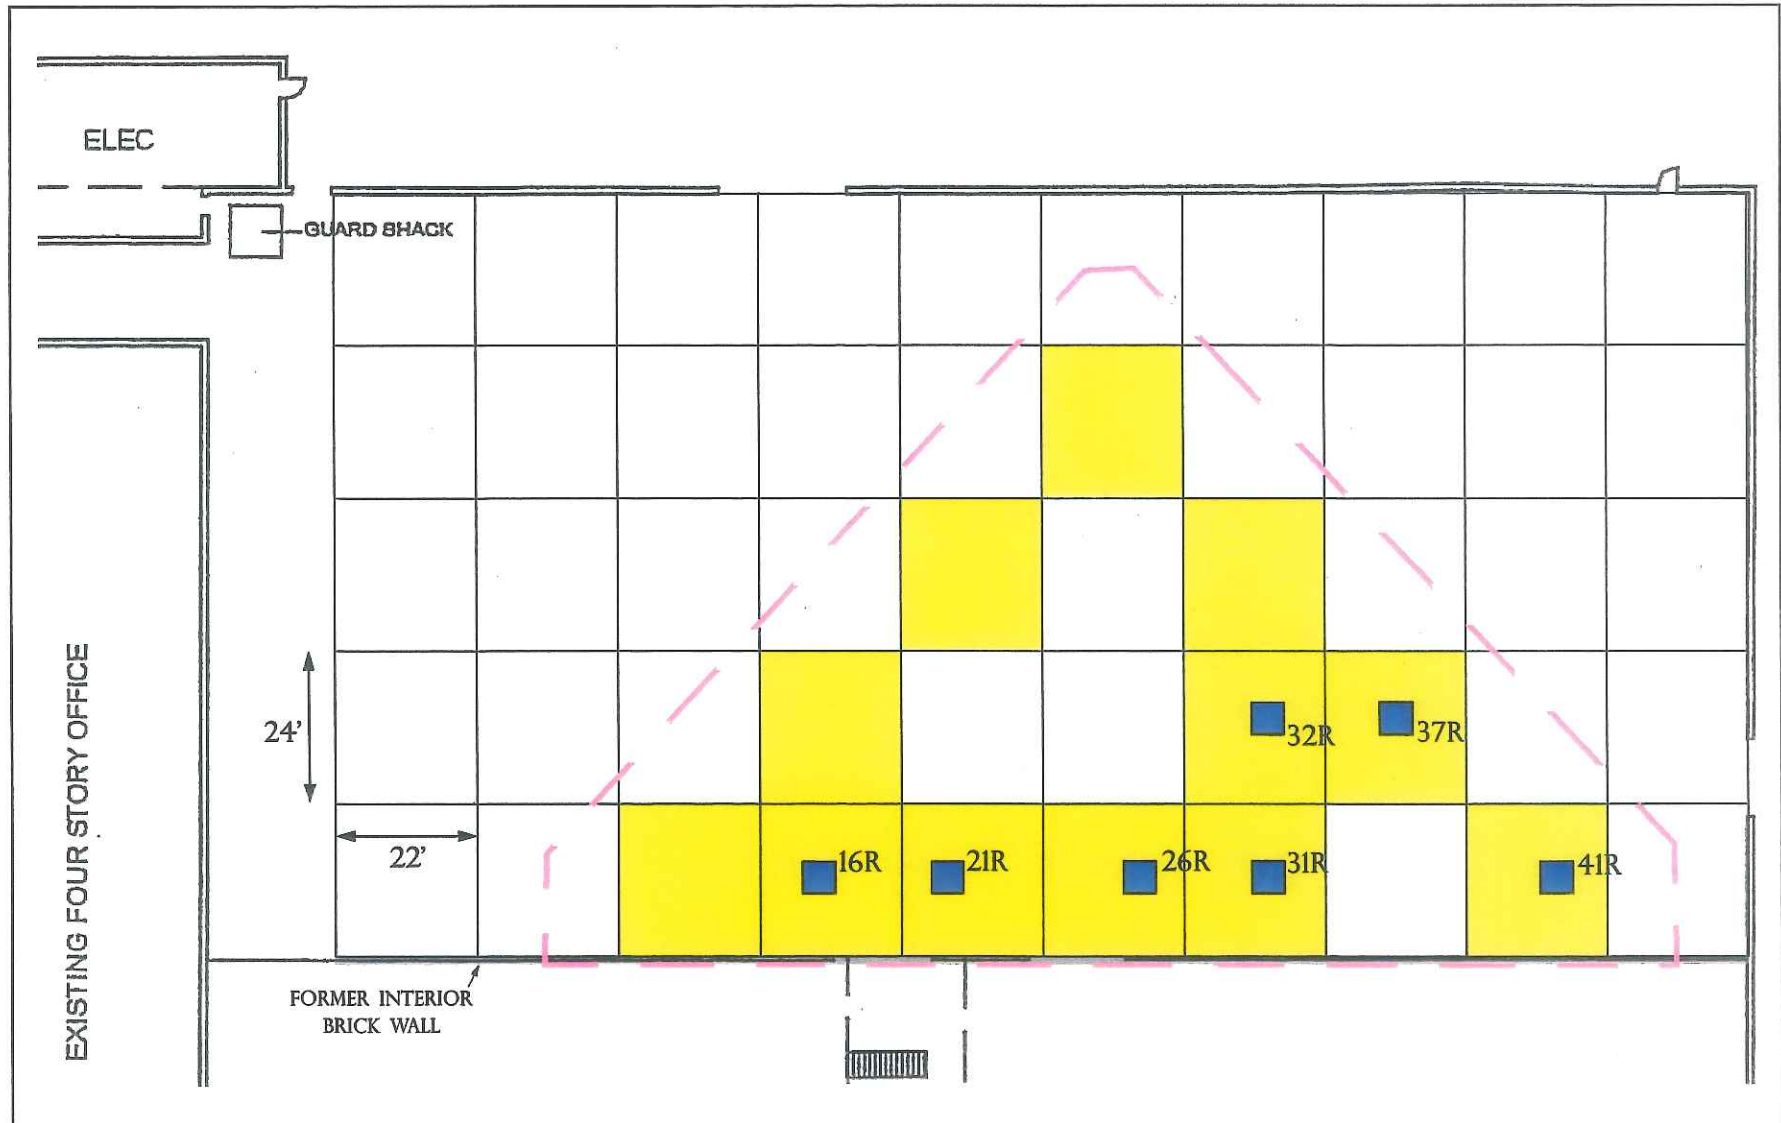 ELEC
GUARD SHACK
EXISTING FOUR STORY OFFICE
24'
32R
37R
22'
16R
21R
26R
31R
41R
FORMER INTERIOR
BRICK WALL